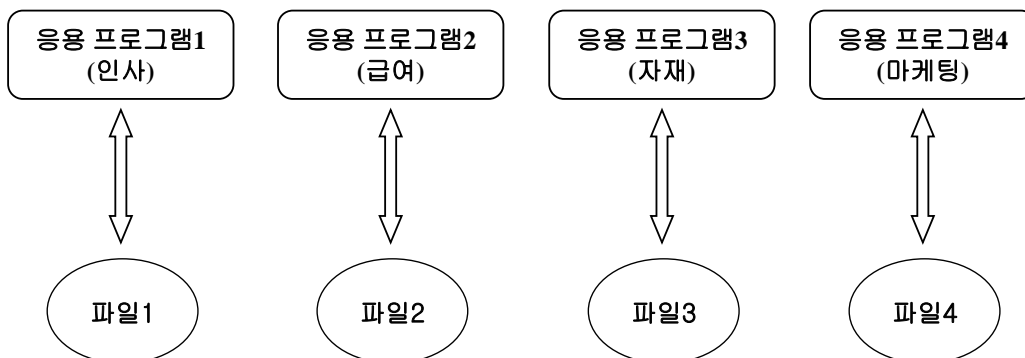 응용 프로그램1
(인사)
응용 프로그램2
(급여)
응용 프로그램3
(자재)
응용 프로그램4
(마케팅)
파일1
파일2
파일3
파일4